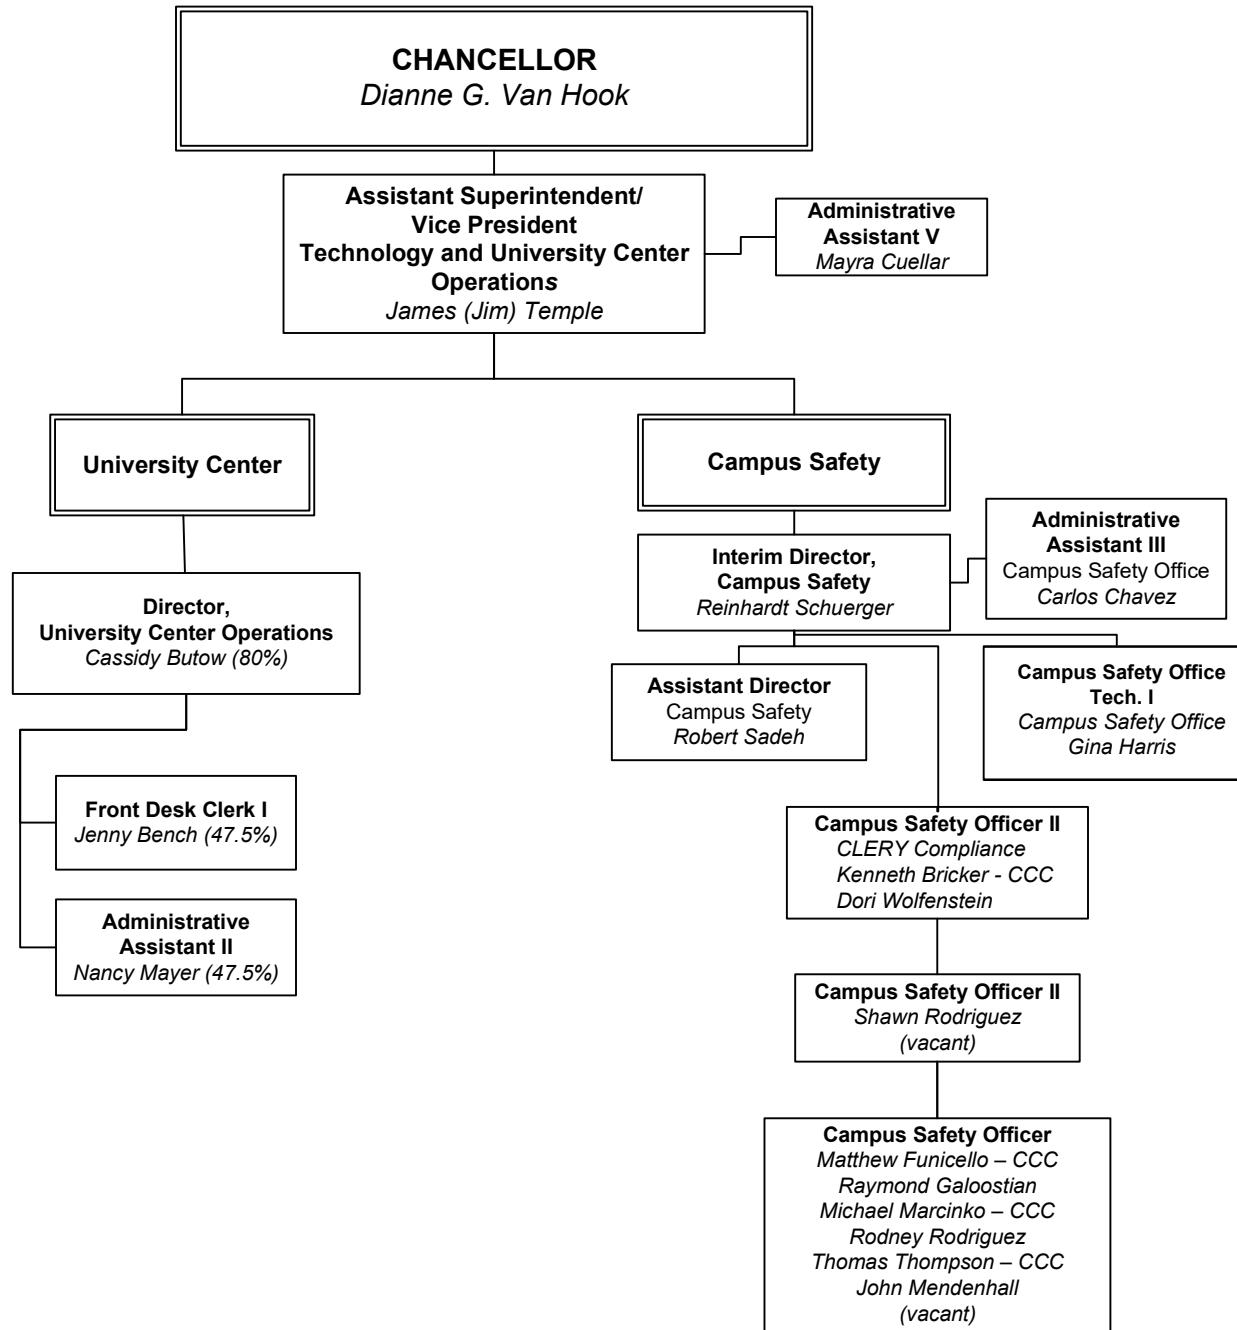 CHANCELLOR
Dianne G. Van Hook
Assistant Superintendent/
Vice President
Technology and University Center
Operations
James (Jim) Temple
Administrative
Assistant V
Mayra Cuellar
University Center
Director,
University Center Operations
Cassidy Butow (80%)
Front Desk Clerk I
Jenny Bench (47.5%)
Administrative
Assistant II
Nancy Mayer (47.5%)
Campus Safety
Interim Director,
Campus Safety
Reinhardt Schuerger
Administrative
Assistant III
Campus Safety Office
Carlos Chavez
Assistant Director
Campus Safety
Robert Sadeh
Campus Safety Office
Tech. I
Campus Safety Office
Gina Harris
Campus Safety Officer II
CLERY Compliance
Kenneth Bricker - CCC
Dori Wolfenstein
Campus Safety Officer II
Shawn Rodriguez
(vacant)
Campus Safety Officer
Matthew Funicello – CCC
Raymond Galoostian
Michael Marcinko – CCC
Rodney Rodriguez
Thomas Thompson – CCC
John Mendenhall
(vacant)